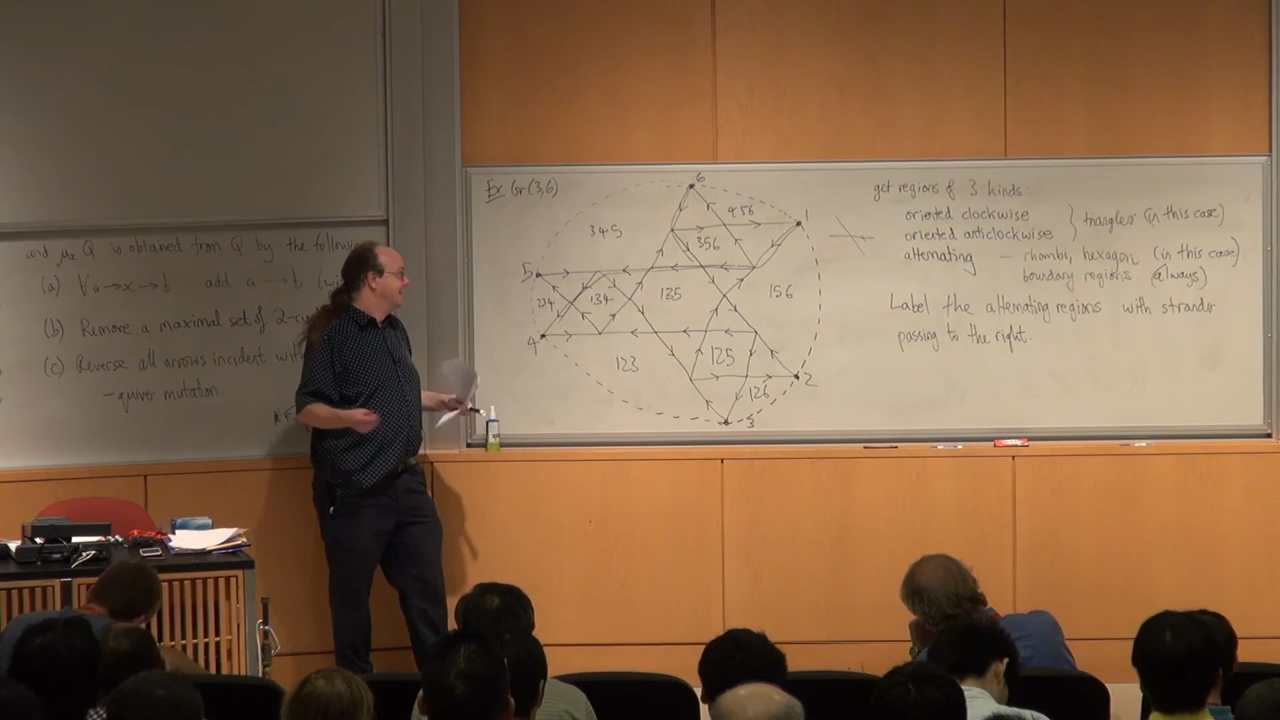 and μₓ Q is obtained from Q by the following
(a) ∀ a→x→b add a → b
(b) Remove a maximal set of 2-cy
(c) Reverse all arrows incident with
- quiver mutation
Ex Gr(3,6)
6
345
456
1
356
5
234
134
135
156
4
123
125
2
126
3
get regions of 3 kinds:
oriented clockwise
oriented anticlockwise } triangles (in this case)
alternating - rhombi, hexagon (in this case)
boundary regions (always)
Label the alternating regions with strands
passing to the right.